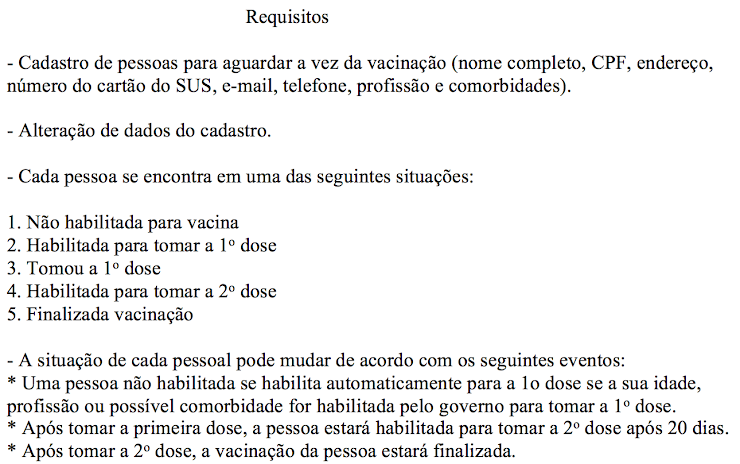 Requisitos
- Cadastro de pessoas para aguardar a vez da vacinação (nome completo, CPF, endereço,
número do cartão do SUS, e-mail, telefone, profissão e comorbidades).
- Alteração de dados do cadastro.
- Cada pessoa se encontra em uma das seguintes situações:
1. Não habilitada para vacina
2. Habilitada para tomar a 1º dose
3. Tomou a 1º dose
4. Habilitada para tomar a 2º dose
5. Finalizada vacinação
- A situação de cada pessoal pode mudar de acordo com os seguintes eventos:
* Uma pessoa não habilitada se habilita automaticamente para a 1o dose se a sua idade,
profissão ou possível comorbidade for habilitada pelo governo para tomar a 1º dose.
* Após tomar a primeira dose, a pessoa estará habilitada para tomar a 2º dose após 20 dias.
* Após tomar a 2º dose, a vacinação da pessoa estará finalizada.